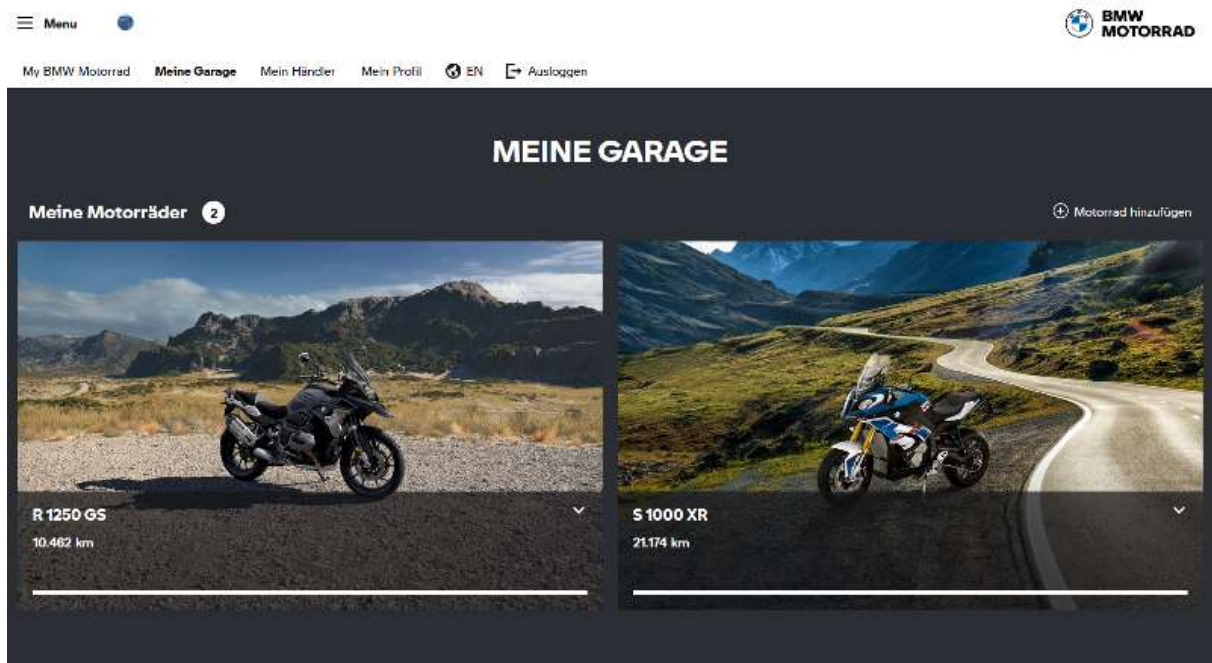 Menu
BMW
MOTORRAD
My BMW Motorrad Meine Garage Mein Händler Mein Profil EN Ausloggen
MEINE GARAGE
Meine Motorräder 2
Motorrad hinzufügen
R 1250 GS
10.462 km
S 1000 XR
21.174 km